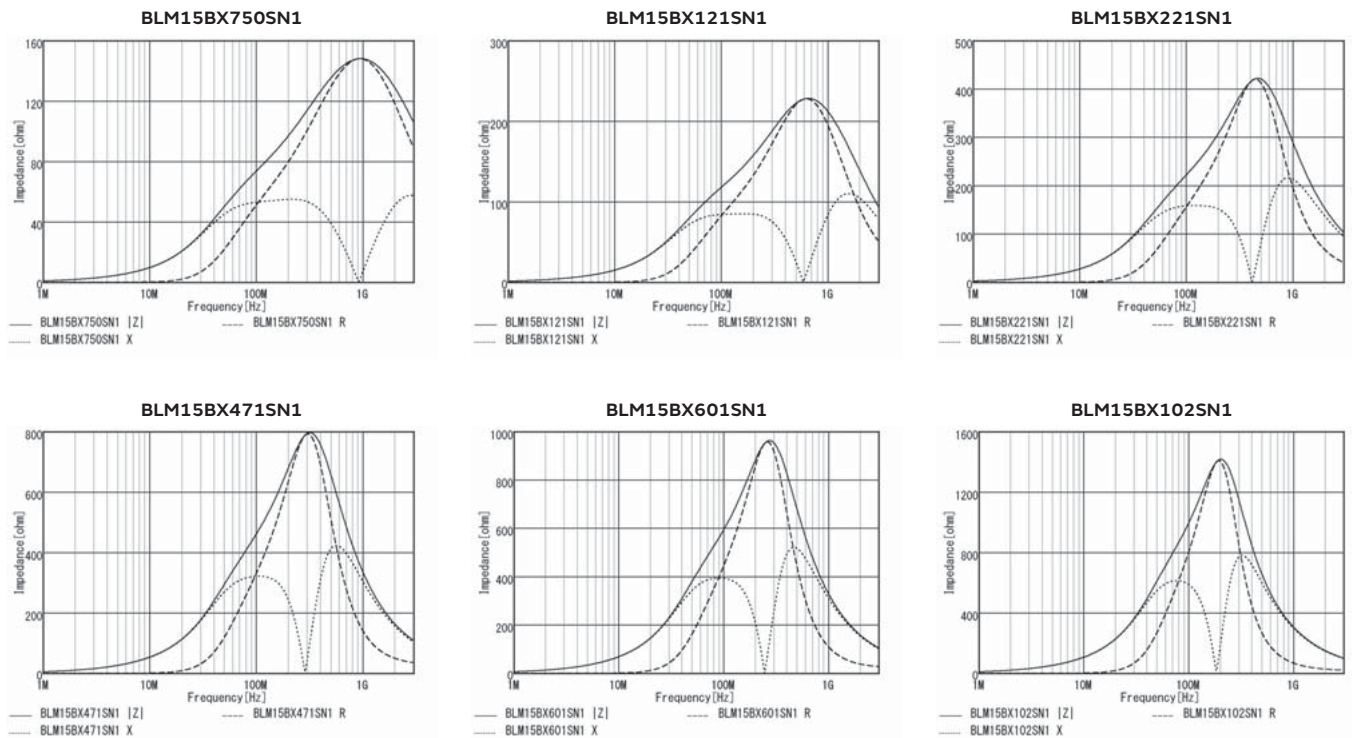 BLM15BX750SN1
160
120
80
40
0
Impedance[ohm]
1M 10M 100M 1G
Frequency[Hz]
BLM15BX750SN1 |Z| BLM15BX750SN1 R
BLM15BX750SN1 X
BLM15BX121SN1
300
200
100
0
Impedance[ohm]
1M 10M 100M 1G
Frequency[Hz]
BLM15BX121SN1 |Z| BLM15BX121SN1 R
BLM15BX121SN1 X
BLM15BX221SN1
500
400
300
200
100
0
Impedance[ohm]
1M 10M 100M 1G
Frequency[Hz]
BLM15BX221SN1 |Z| BLM15BX221SN1 R
BLM15BX221SN1 X
BLM15BX471SN1
800
600
400
200
0
Impedance[ohm]
1M 10M 100M 1G
Frequency[Hz]
BLM15BX471SN1 |Z| BLM15BX471SN1 R
BLM15BX471SN1 X
BLM15BX601SN1
1000
800
600
400
200
0
Impedance[ohm]
1M 10M 100M 1G
Frequency[Hz]
BLM15BX601SN1 |Z| BLM15BX601SN1 R
BLM15BX601SN1 X
BLM15BX102SN1
1600
1200
800
400
0
Impedance[ohm]
1M 10M 100M 1G
Frequency[Hz]
BLM15BX102SN1 |Z| BLM15BX102SN1 R
BLM15BX102SN1 X